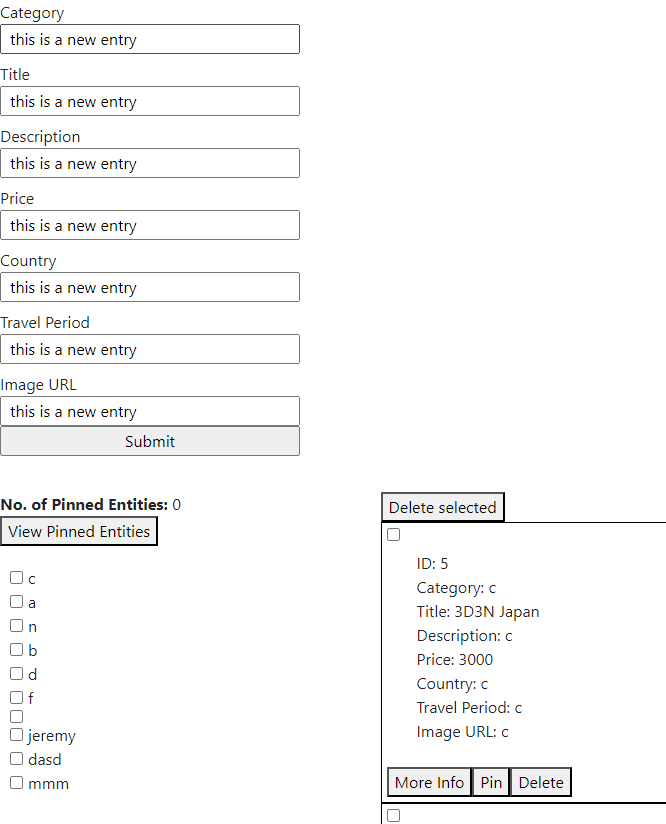 Category
this is a new entry
Title
this is a new entry
Description
this is a new entry
Price
this is a new entry
Country
this is a new entry
Travel Period
this is a new entry
Image URL
this is a new entry
Submit
No. of Pinned Entities: 0
View Pinned Entities
c
a
n
b
d
f
jeremy
dasd
mmm
Delete selected
ID: 5
Category: c
Title: 3D3N Japan
Description: c
Price: 3000
Country: c
Travel Period: c
Image URL: c
More Info Pin Delete